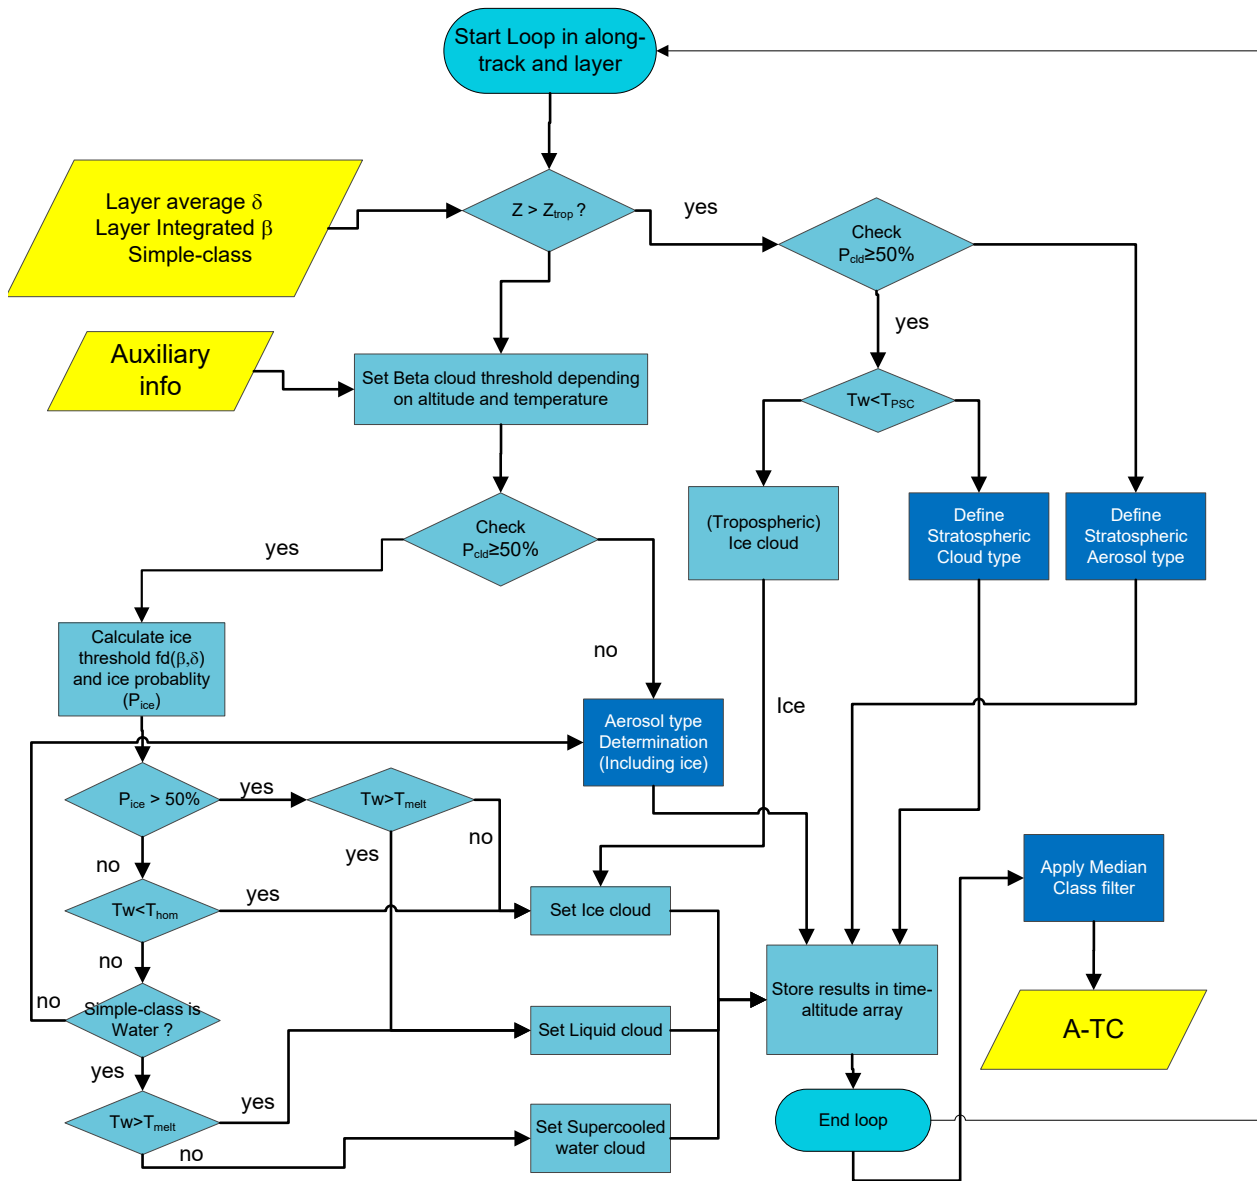 Start Loop in along-
track and layer
Layer average δ
Layer Integrated β
Simple-class
Z > Ztrop ?
yes
Check
Pcld≥50%
yes
Auxiliary
info
Set Beta cloud threshold depending
on altitude and temperature
Tw<TPSC
(Tropospheric)
Ice cloud
Define
Stratospheric
Cloud type
Define
Stratospheric
Aerosol type
Check
Pcld≥50%
yes
no
Calculate ice
threshold fd(β,δ)
and ice probablity
(Pice)
Ice
Aerosol type
Determination
(Including ice)
Pice > 50%
yes
Tw>Tmelt
no
yes
no
Tw<Thom
yes
Set Ice cloud
Apply Median
Class filter
no
no
Simple-class is
Water ?
Set Liquid cloud
Store results in time-
altitude array
A-TC
yes
Tw>Tmelt
yes
no
Set Supercooled
water cloud
End loop